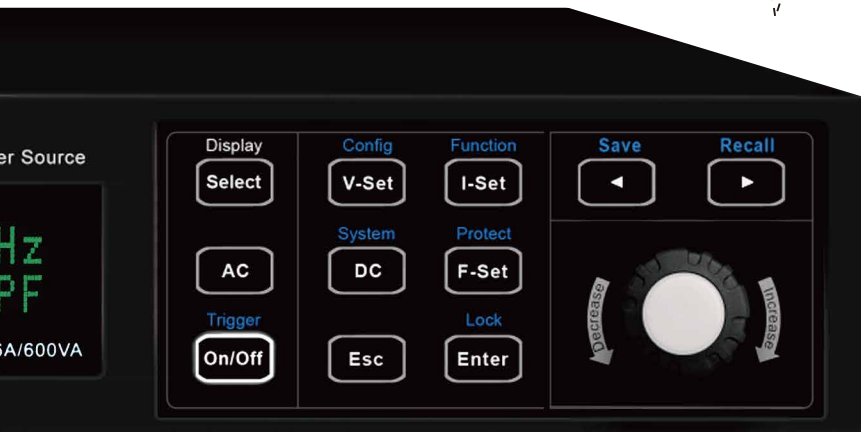 er Source
Hz
PF
6A/600VA
Display
Select
AC
Trigger
On/Off
Config
V-Set
Function
I-Set
System
DC
Protect
F-Set
Esc
Lock
Enter
Save
◄
Recall
►
Decrease
Increase